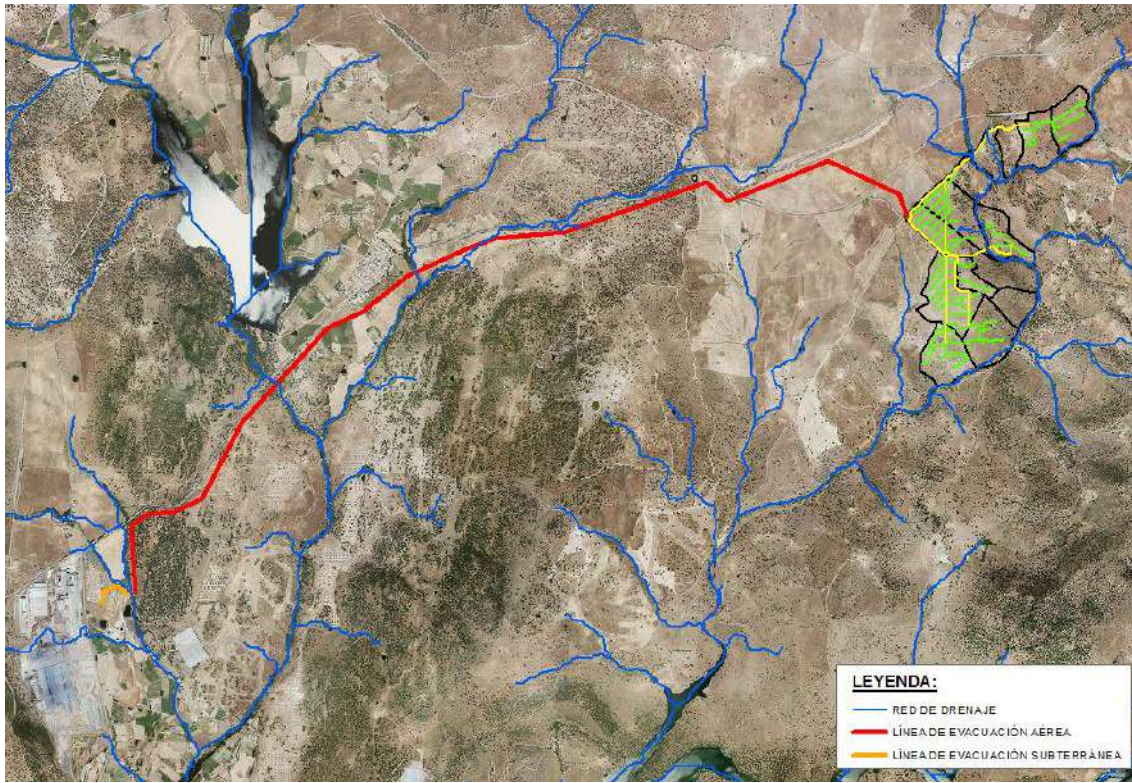 LEYENDA:
RED DE DRENAJE
LÍNEA DE EVACUACIÓN AÉREA
LÍNEA DE EVACUACIÓN SUBTERRÁNEA